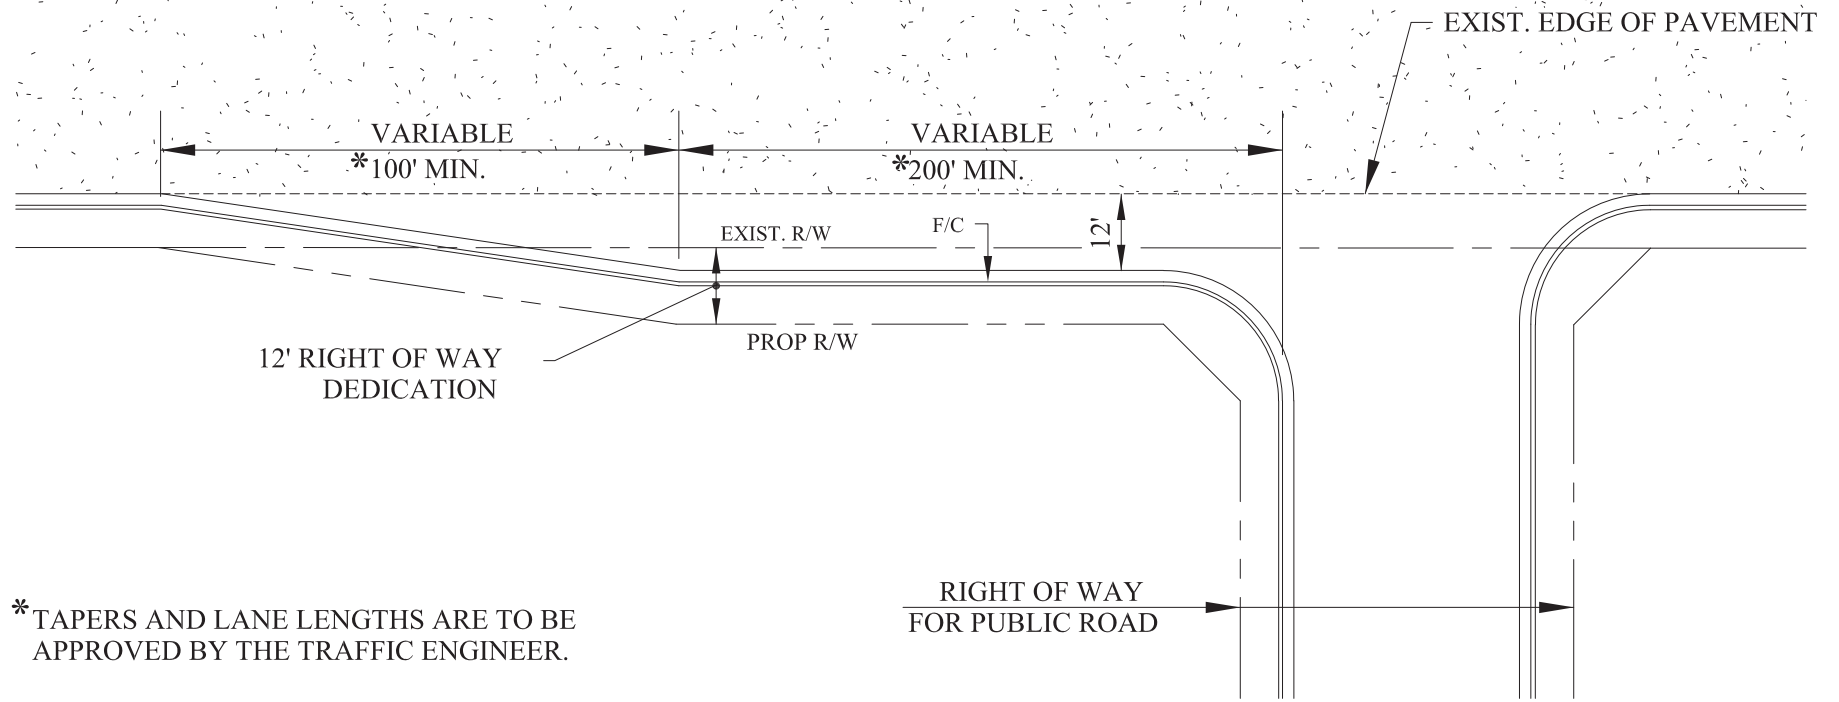 EXIST. EDGE OF PAVEMENT
VARIABLE
*100' MIN.
VARIABLE
*200' MIN.
EXIST. R/W
F/C
12'
PROP R/W
12' RIGHT OF WAY
DEDICATION
RIGHT OF WAY
FOR PUBLIC ROAD
*TAPERS AND LANE LENGTHS ARE TO BE
APPROVED BY THE TRAFFIC ENGINEER.